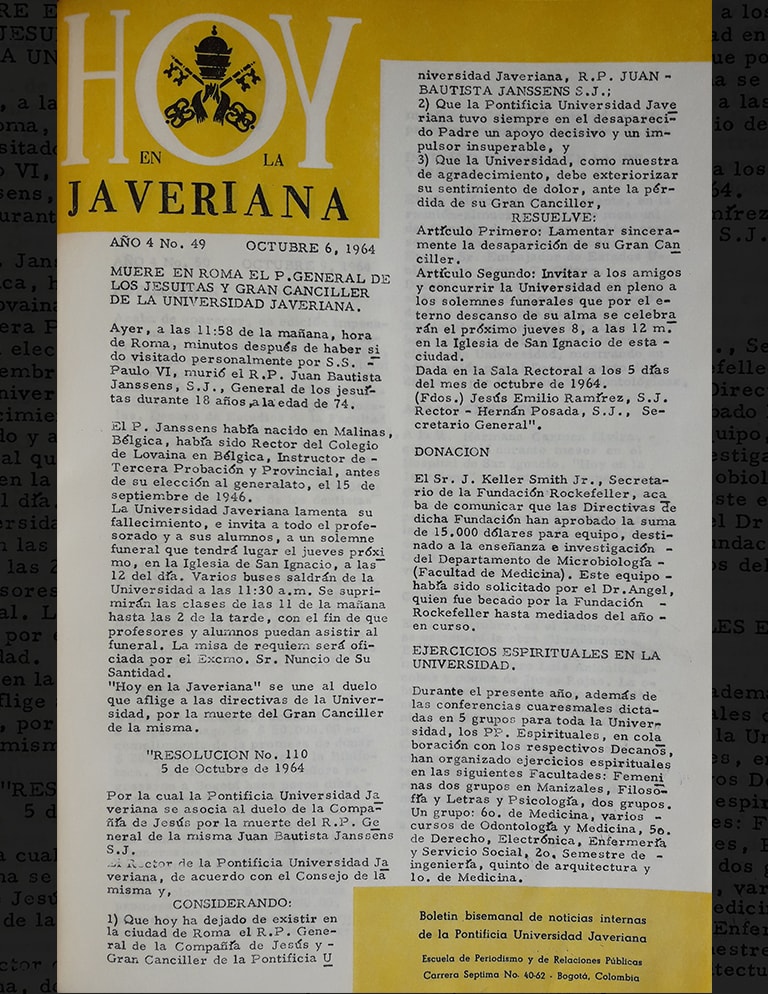 HOY
EN LA
JAVERIANA
AÑO 4 No. 49 OCTUBRE 6, 1964
MUERE EN ROMA EL P.GENERAL DE
LOS JESUITAS Y GRAN CANCILLER
DE LA UNIVERSIDAD JAVERIANA.
Ayer, a las 11:58 de la mañana, hora
de Roma, minutos después de haber si
do visitado personalmente por S.S. -
Paulo VI, murió el R.P. Juan Bautista
Janssens, S.J., General de los jesuí-
tas durante 18 años,a la edad de 74.
El P. Janssens había nacido en Malinas,
Bélgica, había sido Rector del Colegio
de Lovaina en Bélgica, Instructor de -
Tercera Probación y Provincial, antes
de su elección al generalato, el 15 de
septiembre de 1946.
La Universidad Javeriana lamenta su
fallecimiento, e invita a todo el profe-
sorado y a sus alumnos, a un solemne
funeral que tendrá lugar el jueves próxi
mo, en la Iglesia de San Ignacio, a las
12 del día. Varios buses saldrán de la
Universidad a las 11:30 a.m. Se supri-
mirán las clases de las 11 de la mañana
hasta las 2 de la tarde, con el fin de que
profesores y alumnos puedan asistir al
funeral. La misa de requiem será ofi-
ciada por el Excmo. Sr. Nuncio de Su
Santidad.
"Hoy en la Javeriana" se une al duelo
que aflige a las directivas de la Univer-
sidad, por la muerte del Gran Canciller
de la misma.
"RESOLUCION No. 110
5 de Octubre de 1964
Por la cual la Pontificia Universidad Ja
veriana se asocia al duelo de la Compa-
ñía de Jesús por la muerte del R.P. Ge
neral de la misma Juan Bautista Janssens
S.J.
El Rector de la Pontificia Universidad Ja
veriana, de acuerdo con el Consejo de la
misma y,
CONSIDERANDO:
1) Que hoy ha dejado de existir en
la ciudad de Roma el R.P. Gene-
ral de la Compañía de Jesús y -
Gran Canciller de la Pontificia U
niversidad Javeriana, R.P. JUAN -
BAUTISTA JANSSENS S.J.;
2) Que la Pontificia Universidad Jave
riana tuvo siempre en el desapareci-
do Padre un apoyo decisivo y un im-
pulsor insuperable, y
3) Que la Universidad, como muestra
de agradecimiento, debe exteriorizar
su sentimiento de dolor, ante la pér-
dida de su Gran Canciller,
RESUELVE:
Artículo Primero: Lamentar sincera-
mente la desaparición de su Gran Can
ciller.
Artículo Segundo: Invitar a los amigos
y concurrir la Universidad en pleno a
los solemnes funerales que por el e-
terno descanso de su alma se celebra
rán el próximo jueves 8, a las 12 m.
en la Iglesia de San Ignacio de esta -
ciudad.
Dada en la Sala Rectoral a los 5 días
del mes de octubre de 1964.
(Fdos.) Jesús Emilio Ramírez, S.J.
Rector - Hernán Posada, S.J., Se-
cretario General".
DONACION
El Sr. J. Keller Smith Jr., Secreta-
rio de la Fundación Rockefeller, aca
ba de comunicar que las Directivas de
dicha Fundación han aprobado la suma
de 15.000 dólares para equipo, desti-
nado a la enseñanza e investigación -
del Departamento de Microbiología -
(Facultad de Medicina). Este equipo -
había sido solicitado por el Dr.Angel,
quien fue becado por la Fundación -
Rockefeller hasta mediados del año -
en curso.
EJERCICIOS ESPIRITUALES EN LA
UNIVERSIDAD.
Durante el presente año, además de
las conferencias cuaresmales dicta-
das en 5 grupos para toda la Univer-
sidad, los PP. Espirituales, en cola
boración con los respectivos Decanos,
han organizado ejercicios espirituales
en las siguientes Facultades: Femeni
nas dos grupos en Manizales, Filoso-
fía y Letras y Psicología, dos grupos.
Un grupo: 6o. de Medicina, varios -
cursos de Odontología y Medicina, 5o.
de Derecho, Electrónica, Enfermería
y Servicio Social, 2o. Semestre de -
ingeniería, quinto de arquitectura y
1o. de Medicina.
Boletin bisemanal de noticias internas
de la Pontificia Universidad Javeriana
Escuela de Periodismo y de Relaciones Públicas
Carrera Septima No. 40-62 - Bogotá, Colombia